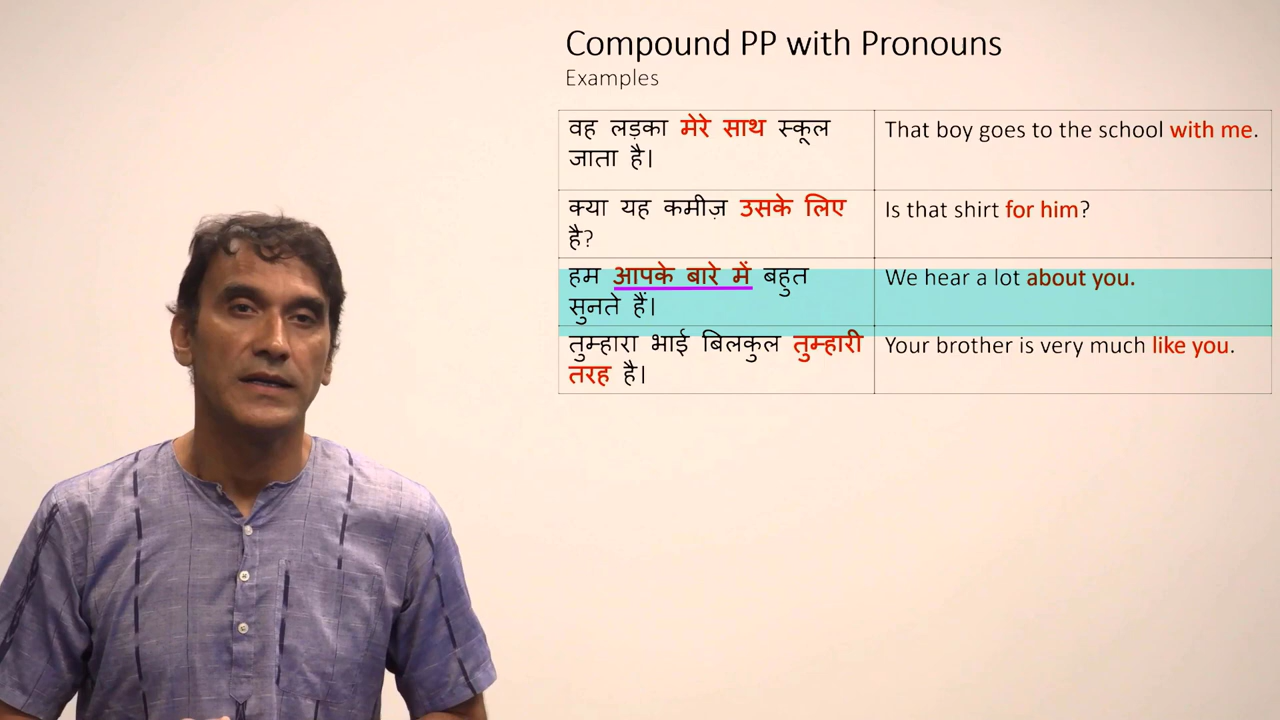 Compound PP with Pronouns
Examples
वह लड़का मेरे साथ स्कूल
जाता है।
That boy goes to the school with me.
क्या यह कमीज़ उसके लिए
है?
Is that shirt for him?
हम आपके बारे में बहुत
सुनते हैं।
We hear a lot about you.
तुम्हारा भाई बिलकुल तुम्हारी
तरह है।
Your brother is very much like you.